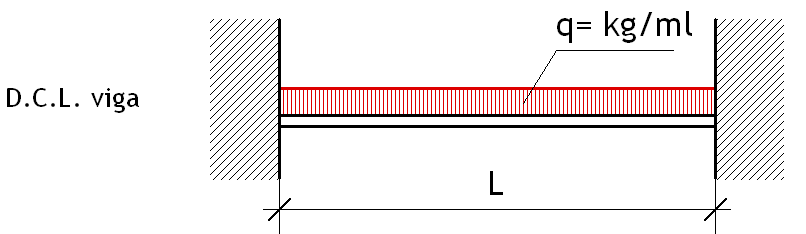 q= kg/ml
D.C.L. viga
L